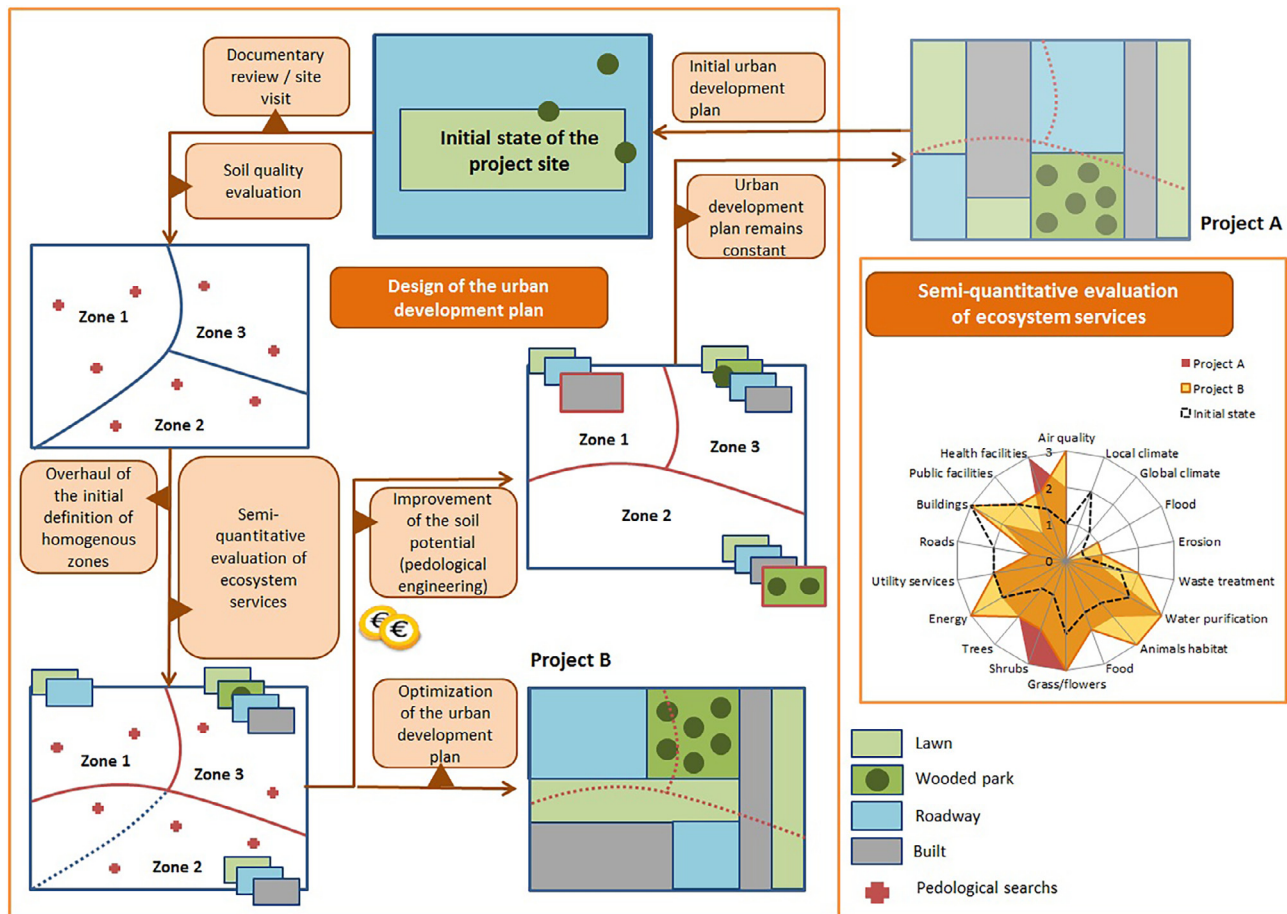 Documentary
review / site
visit
Soil quality
evaluation
Initial state of the
project site
Initial urban
development
plan
Urban
development
plan remains
constant
Project A
Design of the urban
development plan
Zone 1
Zone 3
Zone 2
Overhaul of
the initial
definition of
homogenous
zones
Semi-
quantitative
evaluation of
ecosystem
services
Improvement
of the soil
potential
(pedological
engineering)
€
€
Zone 1
Zone 3
Zone 2
Zone 1
Zone 3
Zone 2
Optimization
of the urban
development
plan
Project B
Semi-quantitative evaluation
of ecosystem services
Project A
Project B
Initial state
Air quality
Local climate
Global climate
Flood
Erosion
Waste treatment
Water purification
Animals habitat
Food
Grass/flowers
Shrubs
Trees
Energy
Utility services
Roads
Buildings
Public facilities
Health facilities
3
2
1
0
Lawn
Wooded park
Roadway
Built
Pedological searchs